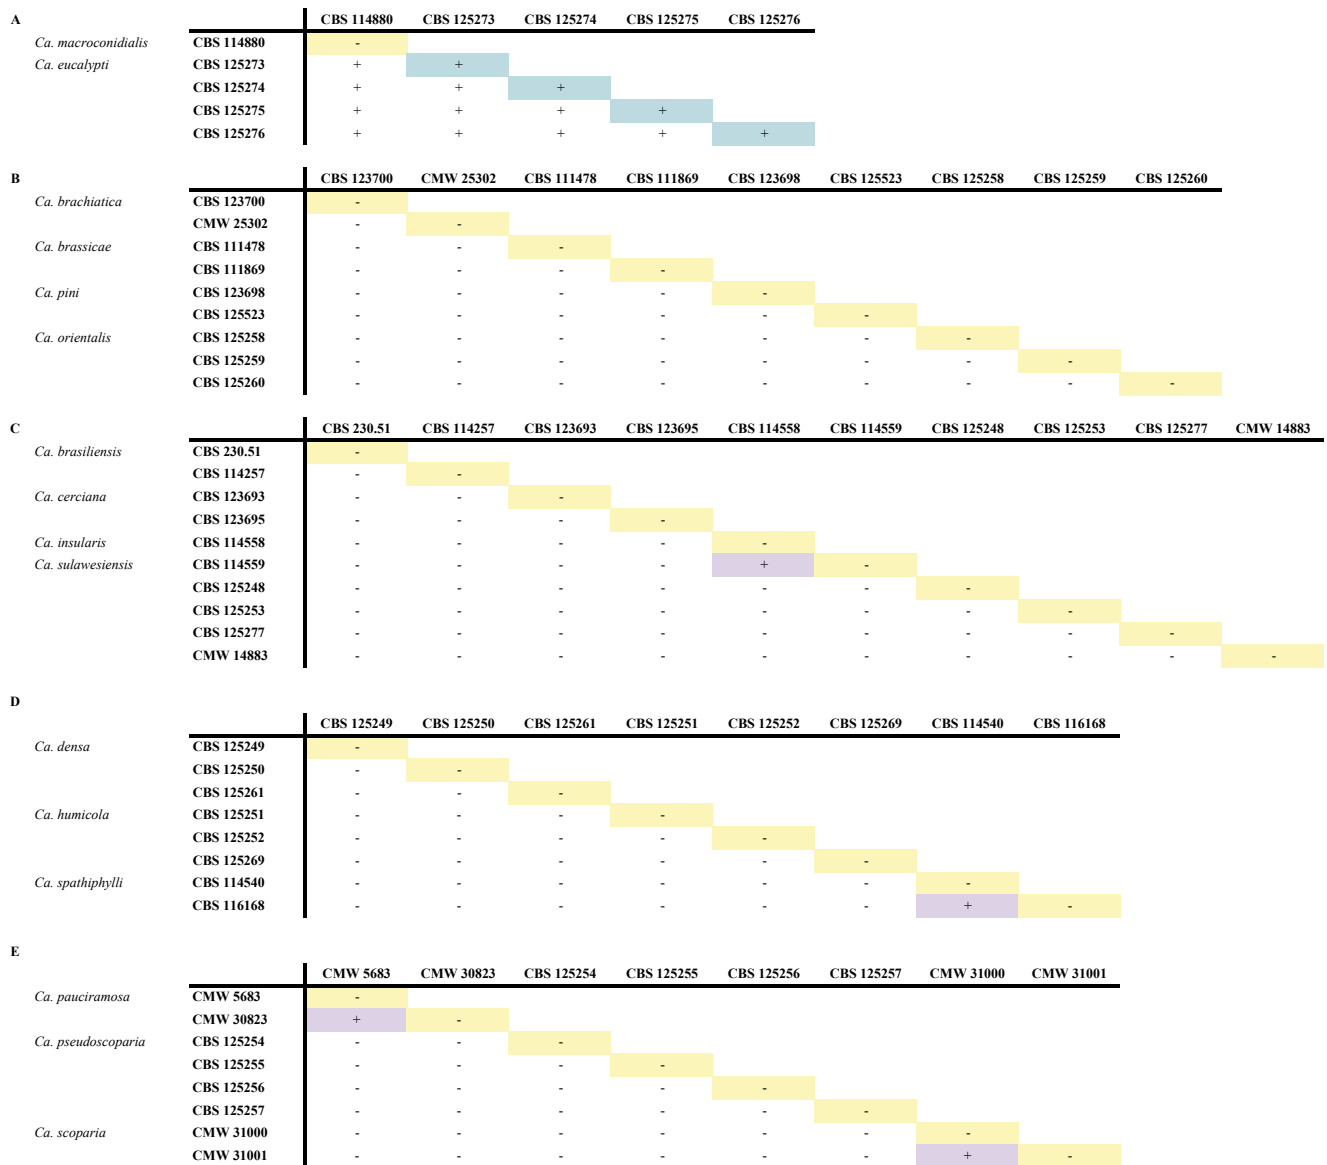 A CBS 114880 CBS 125273 CBS 125274 CBS 125275 CBS 125276
Ca. macroconidialis CBS 114880 -
Ca. eucalypti CBS 125273 + +
CBS 125274 + + +
CBS 125275 + + + +
CBS 125276 + + + + +
B CBS 123700 CMW 25302 CBS 111478 CBS 111869 CBS 123698 CBS 125523 CBS 125258 CBS 125259 CBS 125260
Ca. brachiatica CBS 123700 -
CMW 25302 - -
Ca. brassicae CBS 111478 - - -
CBS 111869 - - - -
Ca. pini CBS 123698 - - - - -
CBS 125523 - - - - - -
Ca. orientalis CBS 125258 - - - - - - -
CBS 125259 - - - - - - - -
CBS 125260 - - - - - - - - -
C CBS 230.51 CBS 114257 CBS 123693 CBS 123695 CBS 114558 CBS 114559 CBS 125248 CBS 125253 CBS 125277 CMW 14883
Ca. brasiliensis CBS 230.51 -
CBS 114257 - -
Ca. cerciana CBS 123693 - - -
CBS 123695 - - - -
Ca. insularis CBS 114558 - - - - -
Ca. sulawesiensis CBS 114559 - - - - + -
CBS 125248 - - - - - - -
CBS 125253 - - - - - - - -
CBS 125277 - - - - - - - - -
CMW 14883 - - - - - - - - - -
D
CBS 125249 CBS 125250 CBS 125261 CBS 125251 CBS 125252 CBS 125269 CBS 114540 CBS 116168
Ca. densa CBS 125249 -
CBS 125250 - -
CBS 125261 - - -
Ca. humicola CBS 125251 - - - -
CBS 125252 - - - - -
CBS 125269 - - - - - -
Ca. spathiphylli CBS 114540 - - - - - - -
CBS 116168 - - - - - - + -
E
CMW 5683 CMW 30823 CBS 125254 CBS 125255 CBS 125256 CBS 125257 CMW 31000 CMW 31001
Ca. pauciramosa CMW 5683 -
CMW 30823 + -
Ca. pseudoscoparia CBS 125254 - - -
CBS 125255 - - - -
CBS 125256 - - - - -
CBS 125257 - - - - - -
Ca. scoparia CMW 31000 - - - - - - -
CMW 31001 - - - - - - + -